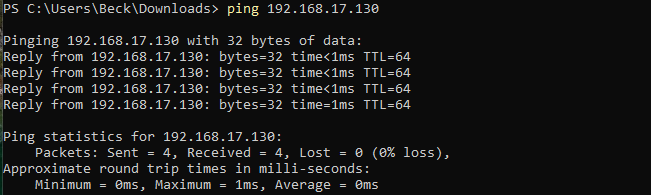 PS C:\Users\Beck\Downloads> ping 192.168.17.130
Pinging 192.168.17.130 with 32 bytes of data:
Reply from 192.168.17.130: bytes=32 time<1ms TTL=64
Reply from 192.168.17.130: bytes=32 time<1ms TTL=64
Reply from 192.168.17.130: bytes=32 time<1ms TTL=64
Reply from 192.168.17.130: bytes=32 time=1ms TTL=64
Ping statistics for 192.168.17.130:
    Packets: Sent = 4, Received = 4, Lost = 0 (0% loss),
Approximate round trip times in milli-seconds:
    Minimum = 0ms, Maximum = 1ms, Average = 0ms